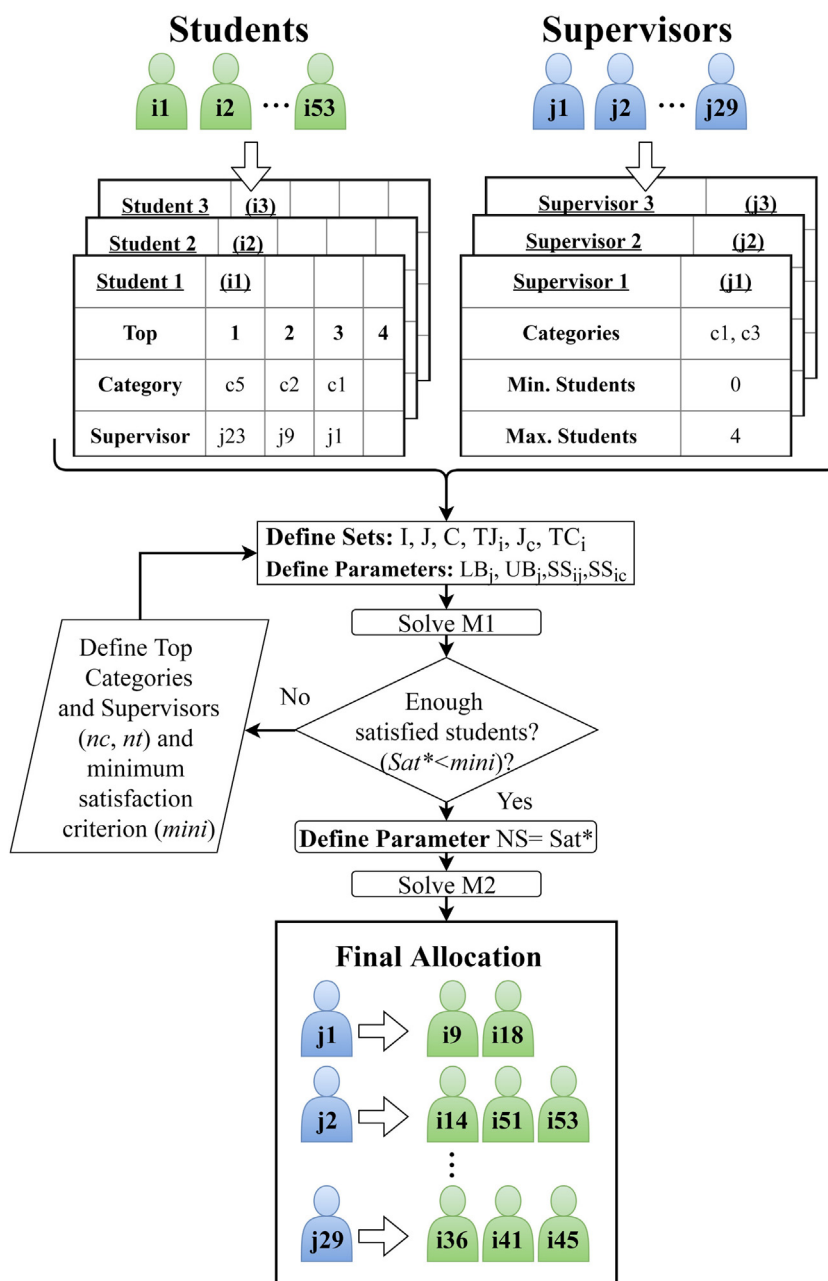 Students
Supervisors
i1 i2 ... i53
j1 j2 ... j29
Student 3 (i3)
Student 2 (i2)
Student 1 (i1)
Top 1 2 3 4
Category c5 c2 c1
Supervisor j23 j9 j1
Supervisor 3 (j3)
Supervisor 2 (j2)
Supervisor 1 (j1)
Categories c1, c3
Min. Students 0
Max. Students 4
Define Sets: I, J, C, TJi, Jc, TCi
Define Parameters: LBj, UBj,SSij,SSic
Solve M1
Define Top
Categories
and Supervisors
(nc, nt) and
minimum
satisfaction
criterion (mini)
No
Enough
satisfied students?
(Sat*<mini)?
Yes
Define Parameter NS= Sat*
Solve M2
Final Allocation
j1 i9 i18
j2 i14 i51 i53
⋮
j29 i36 i41 i45